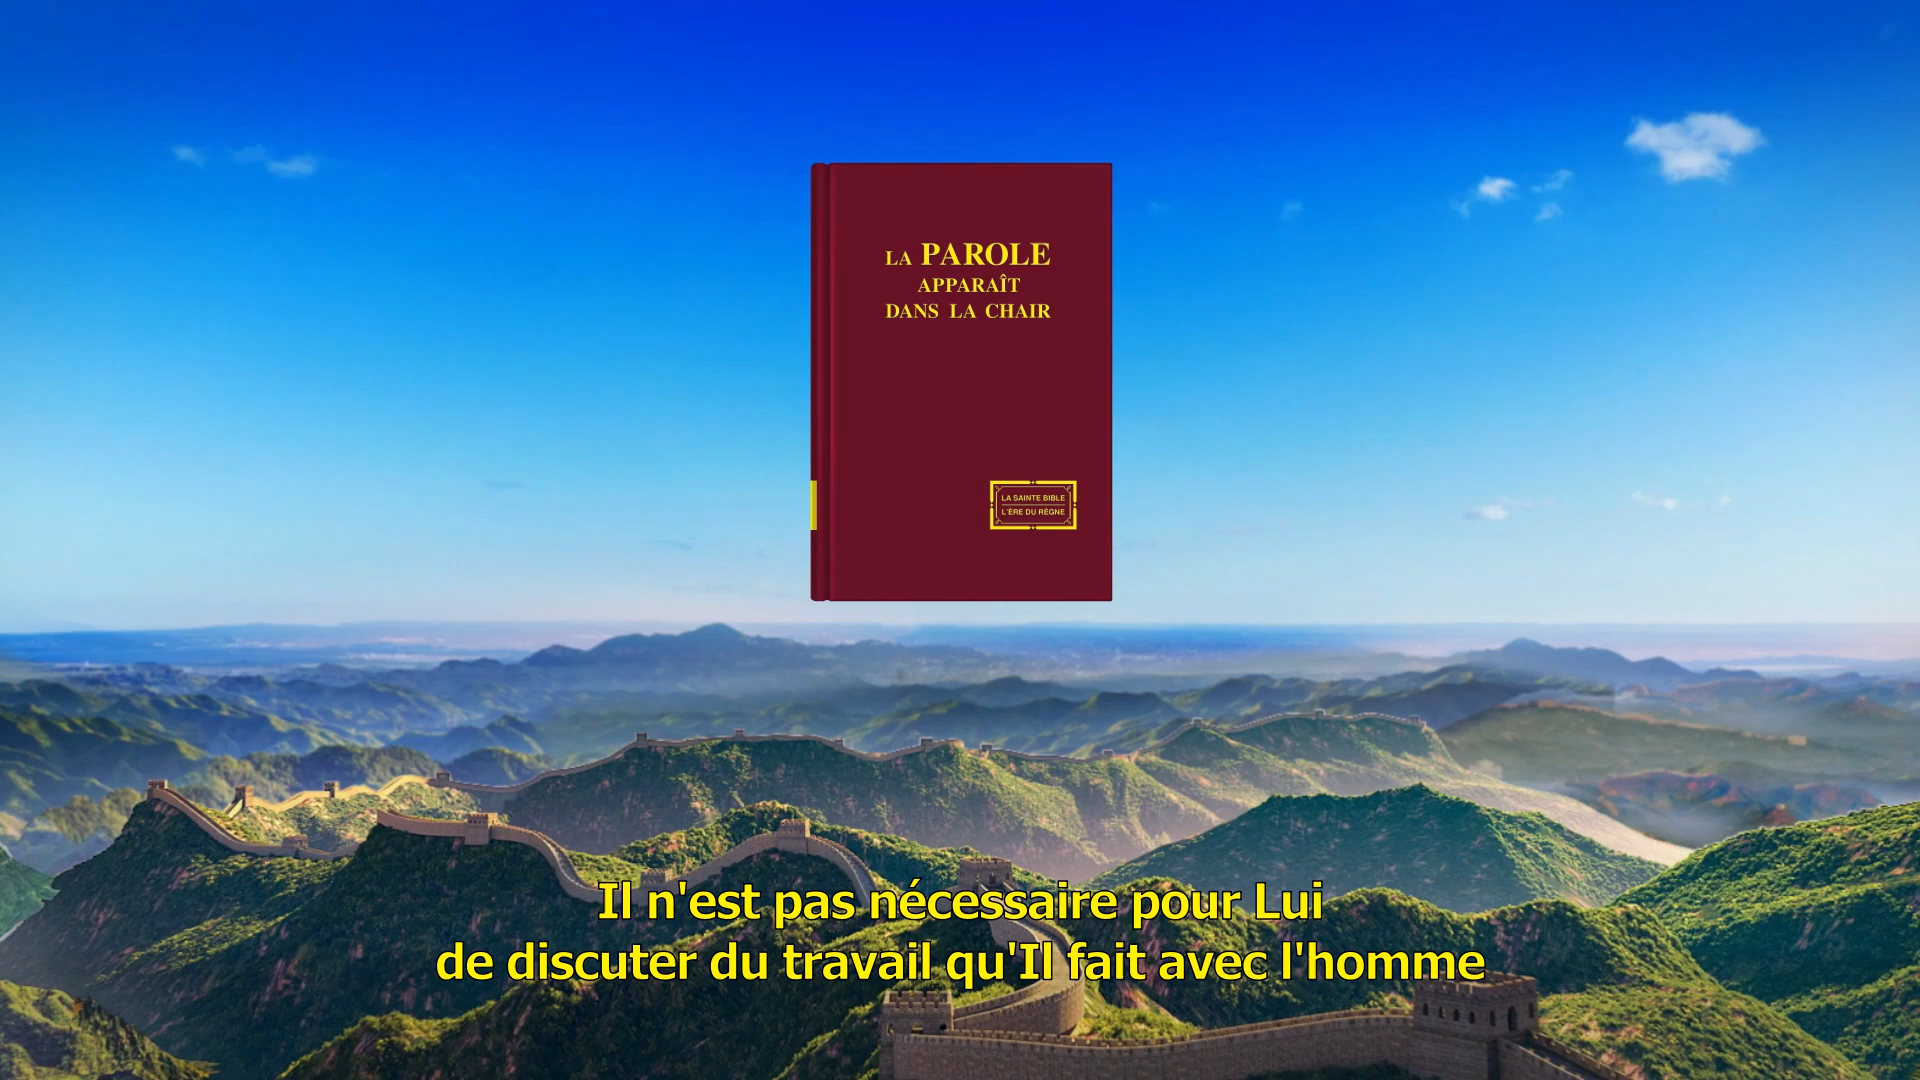 LA PAROLE
APPARAÎT
DANS LA CHAIR
LA SAINTE BIBLE
L'ÈRE DU RÈGNE
Il n'est pas nécessaire pour Lui
de discuter du travail qu'Il fait avec l'homme